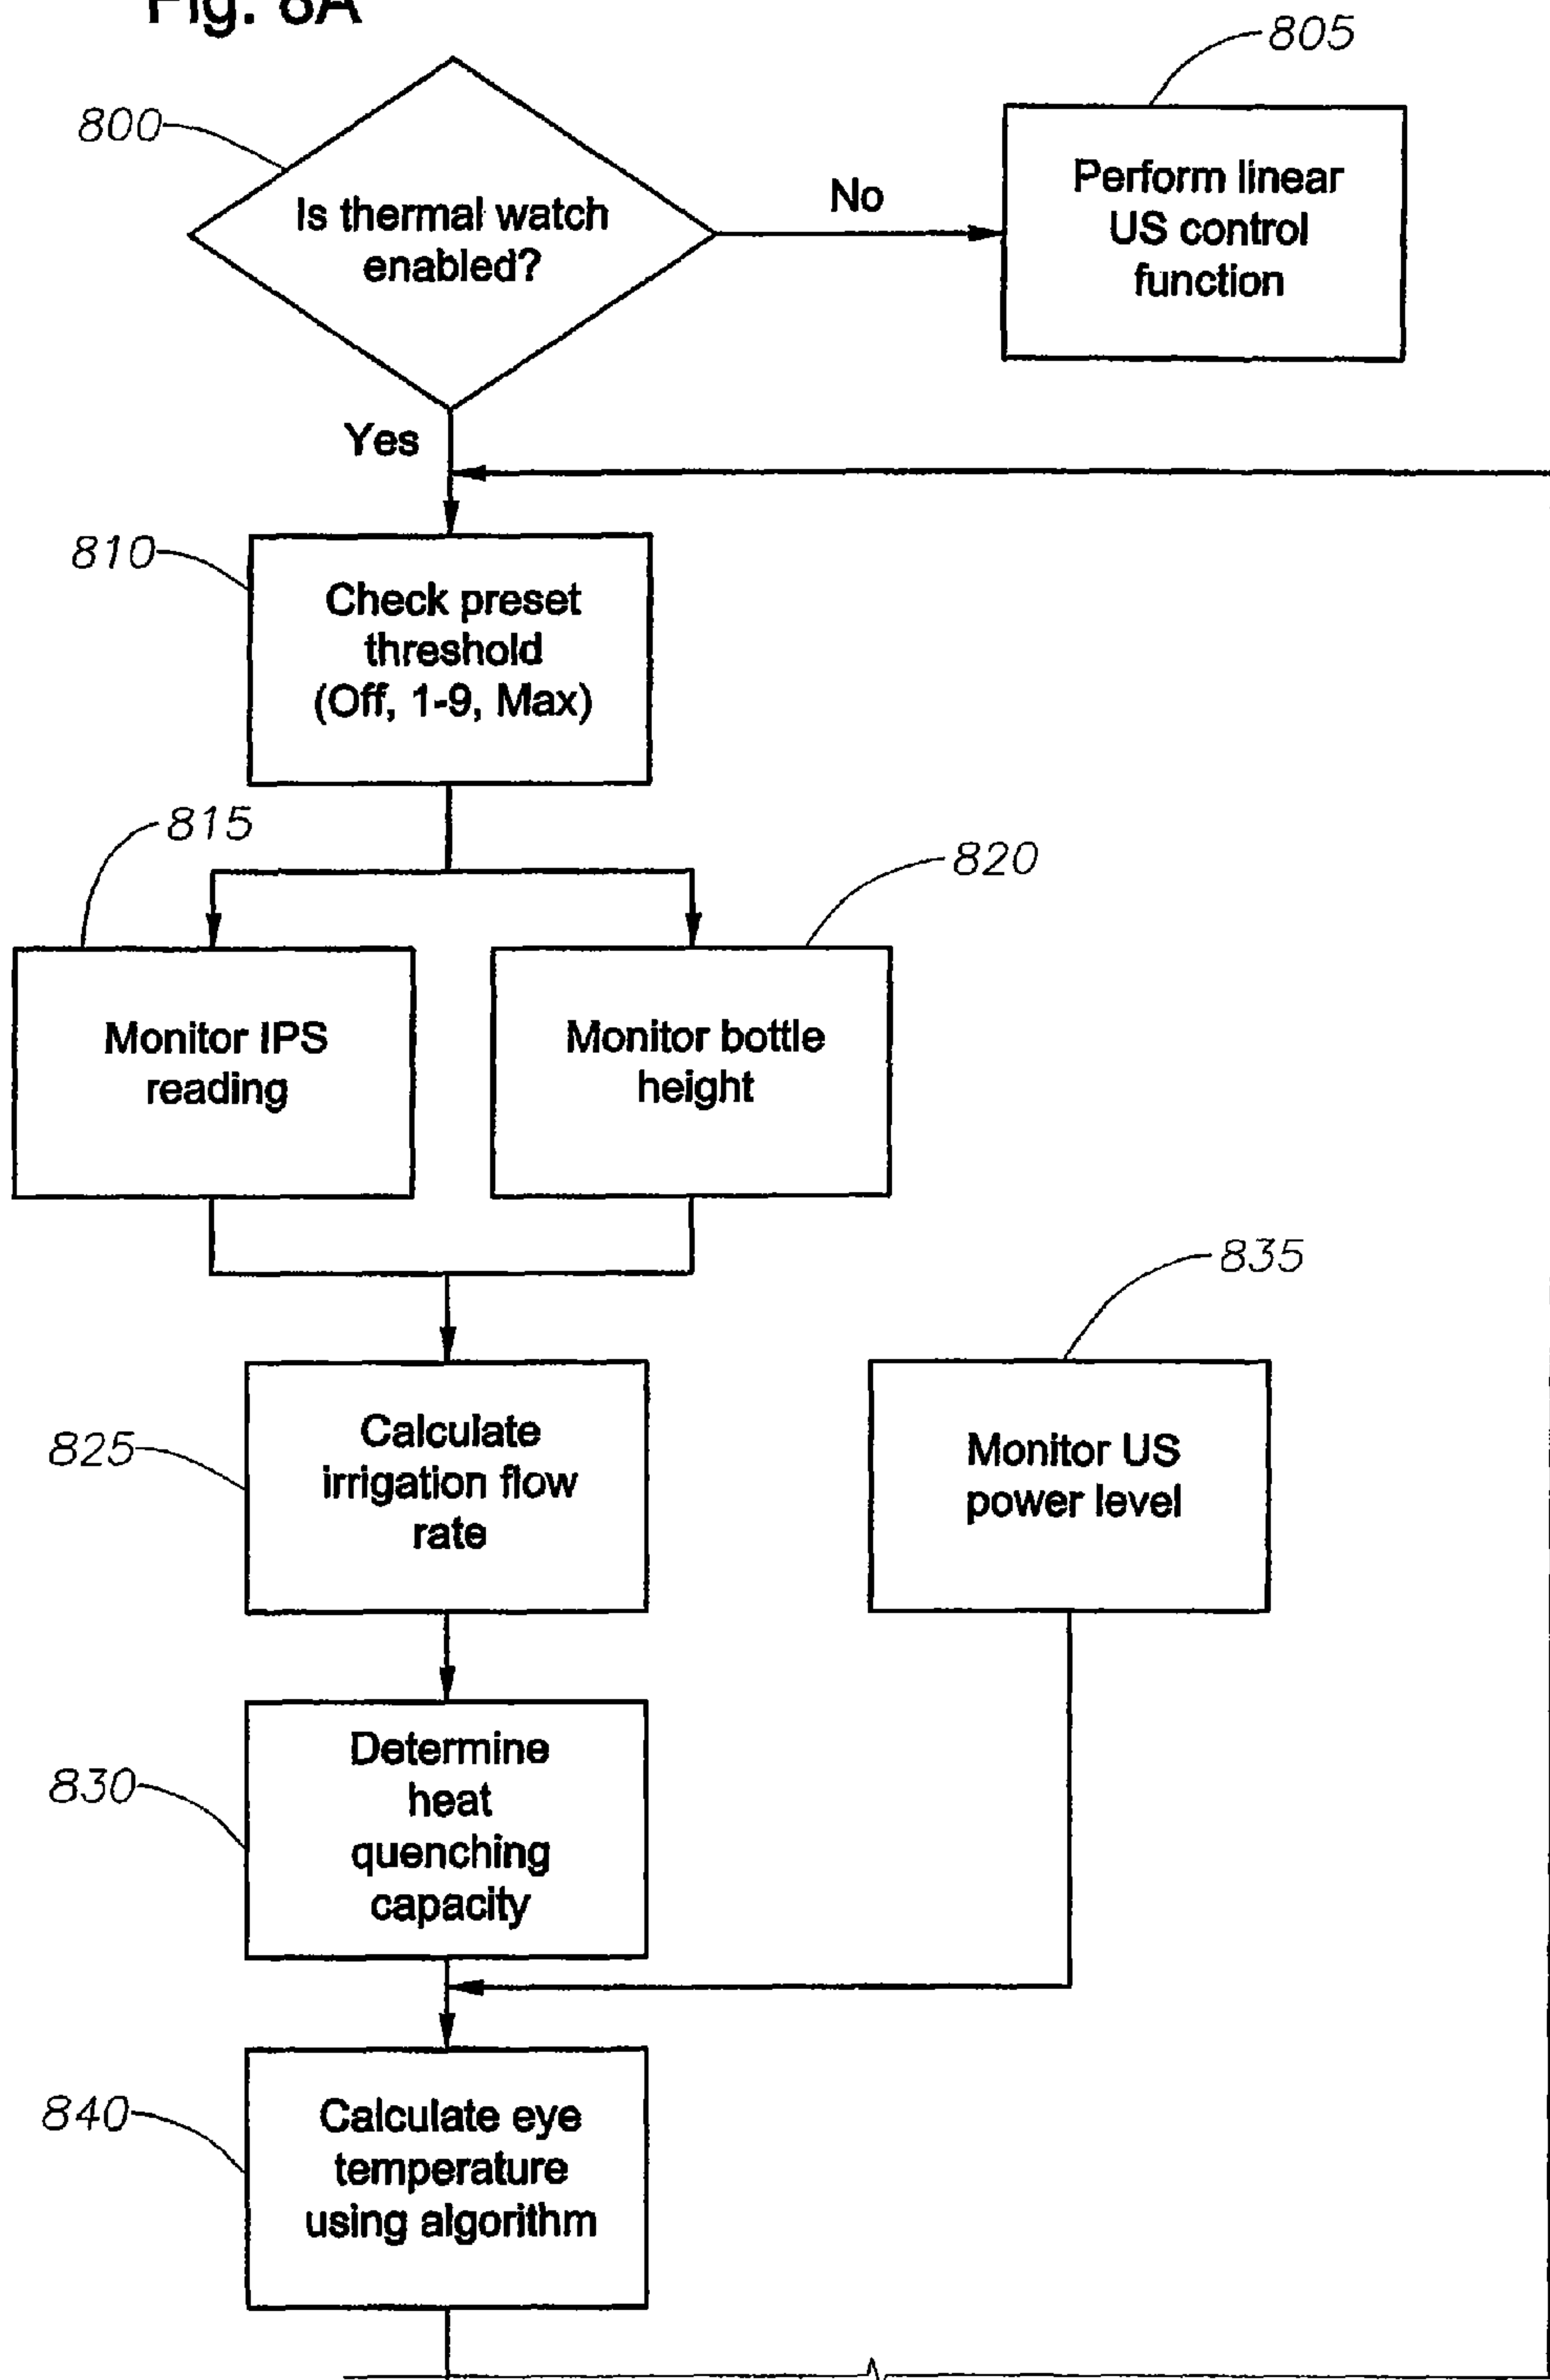 Fig. 8A
805
800
Is thermal watch
enabled?
No
Perform linear
US control
function
Yes
810
Check preset
threshold
(Off, 1-9, Max)
815
820
Monitor IPS
reading
Monitor bottle
height
835
825
Calculate
irrigation flow
rate
Monitor US
power level
830
Determine
heat
quenching
capacity
840
Calculate eye
temperature
using algorithm